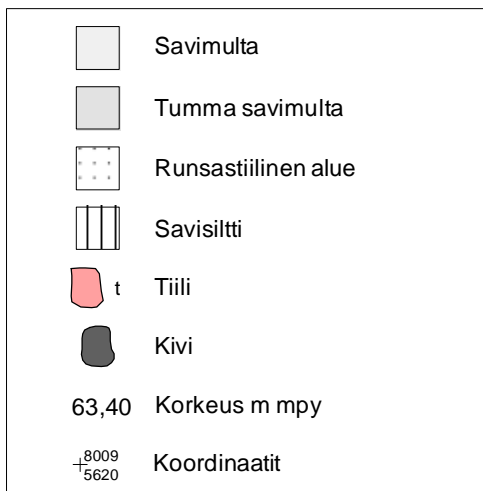 Savimulta
Tumma savimulta
Runsastiilinen alue
Savisiltti
t Tiili
Kivi
63,40 Korkeus m mpy
8009
5620 Koordinaatit